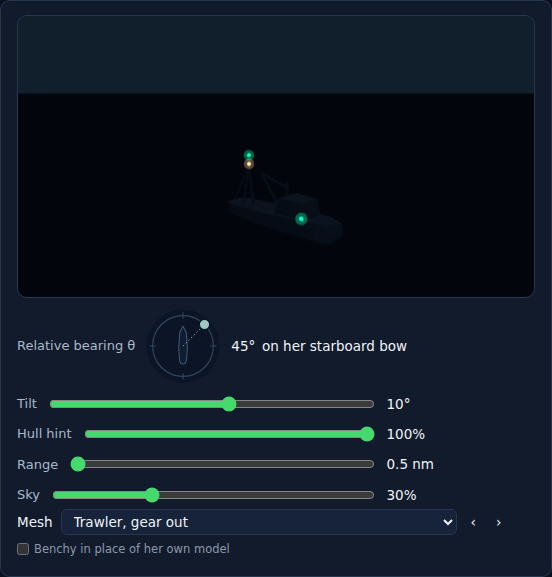 Relative bearing θ 45° on her starboard bow
Tilt 10°
Hull hint 100%
Range 0.5 nm
Sky 30%
Mesh Trawler, gear out ‹ ›
Benchy in place of her own model